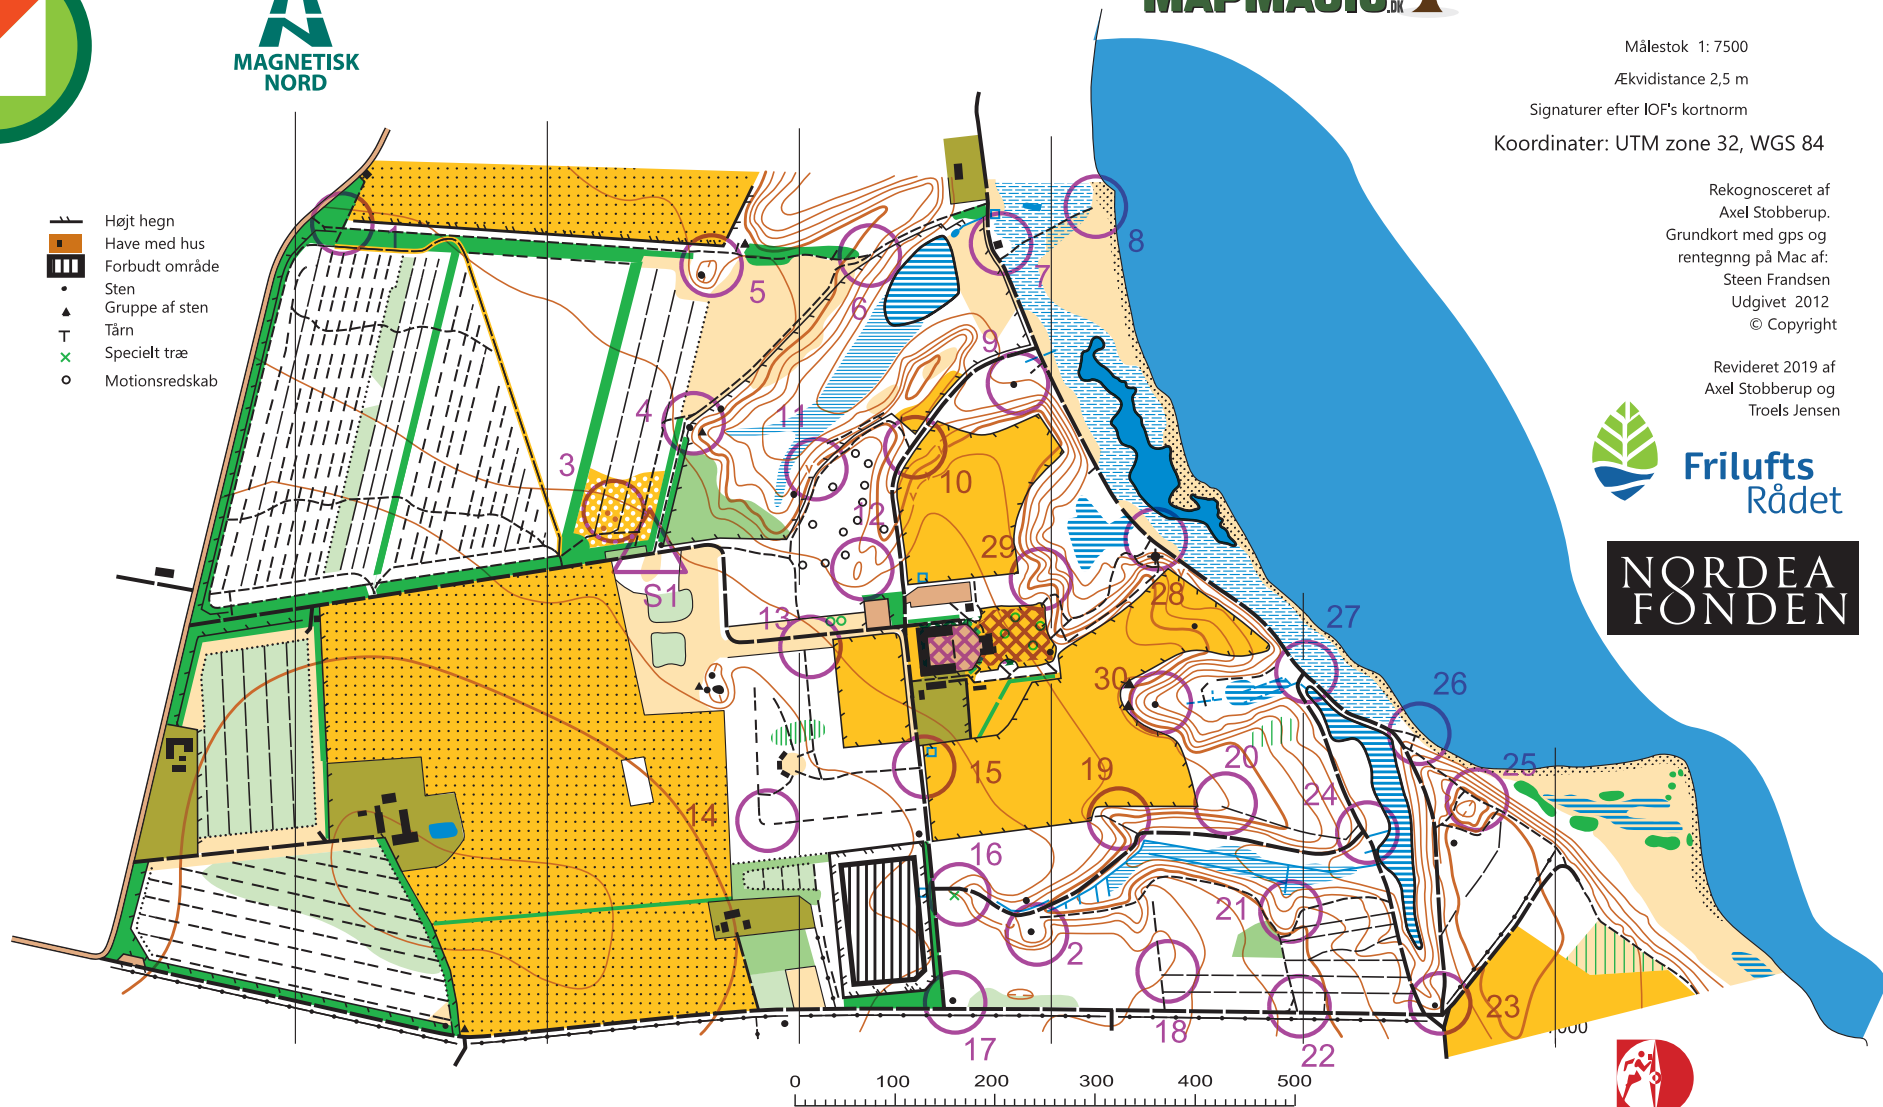 MAGNETISK
NORD
MAPMAGIC.DK
Målestok 1: 7500
Ækvidistance 2,5 m
Signaturer efter IOF's kortnorm
Koordinater: UTM zone 32, WGS 84
Rekognosceret af
Axel Stobberup.
Grundkort med gps og
rentegnng på Mac af:
Steen Frandsen
Udgivet 2012
© Copyright
Revideret 2019 af
Axel Stobberup og
Troels Jensen
Frilufts
Rådet
NORDEA
FONDEN
Højt hegn
Have med hus
Forbudt område
Sten
Gruppe af sten
Tårn
Specielt træ
Motionsredskab
1
5
6
7
8
9
4
11
3
10
12
29
S1
13
28
27
30
26
15
19
20
25
24
14
16
21
2
23
18
17
22
0 100 200 300 400 500